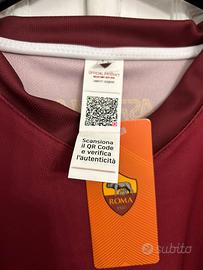 OFFICIAL PRODUCT
Scansiona
il QR Code
e verifica
l'autenticità
ROMA
subito